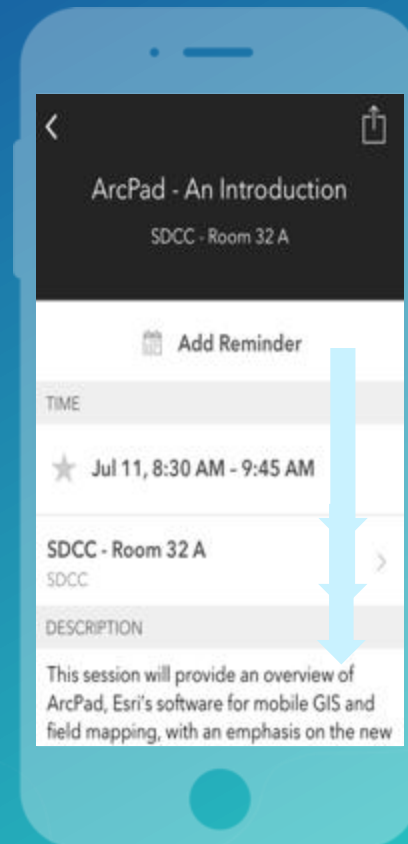 ArcPad - An Introduction
SDCC - Room 32 A
Add Reminder
TIME
Jul 11, 8:30 AM - 9:45 AM
SDCC - Room 32 A
SDCC
DESCRIPTION
This session will provide an overview of
ArcPad, Esri's software for mobile GIS and
field mapping, with an emphasis on the new